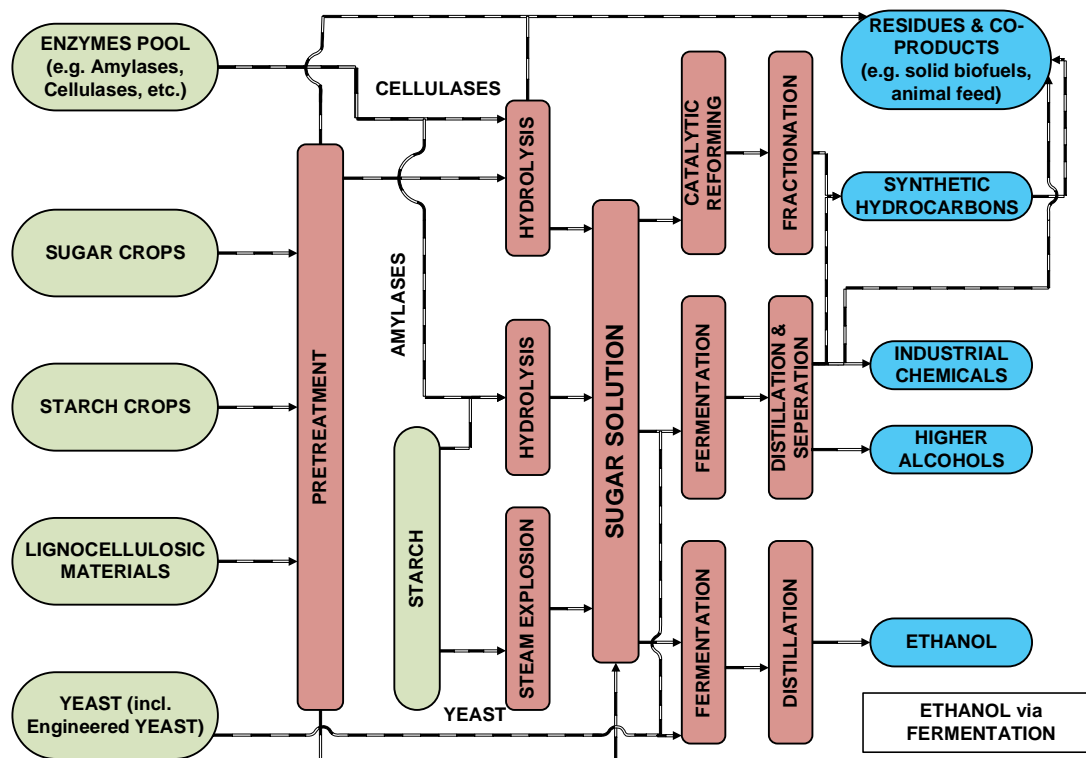 ENZYMES POOL
(e.g. Amylases,
Cellulases, etc.)
SUGAR CROPS
STARCH CROPS
LIGNOCELLULOSIC
MATERIALS
YEAST (incl.
Engineered YEAST)
PRETREATMENT
CELLULASES
AMYLASES
STARCH
YEAST
HYDROLYSIS
HYDROLYSIS
STEAM EXPLOSION
SUGAR SOLUTION
CATALYTIC
REFORMING
FRACTIONATION
FERMENTATION
DISTILLATION &
SEPERATION
FERMENTATION
DISTILLATION
RESIDUES & CO-
PRODUCTS
(e.g. solid biofuels,
animal feed)
SYNTHETIC
HYDROCARBONS
INDUSTRIAL
CHEMICALS
HIGHER
ALCOHOLS
ETHANOL
ETHANOL via
FERMENTATION